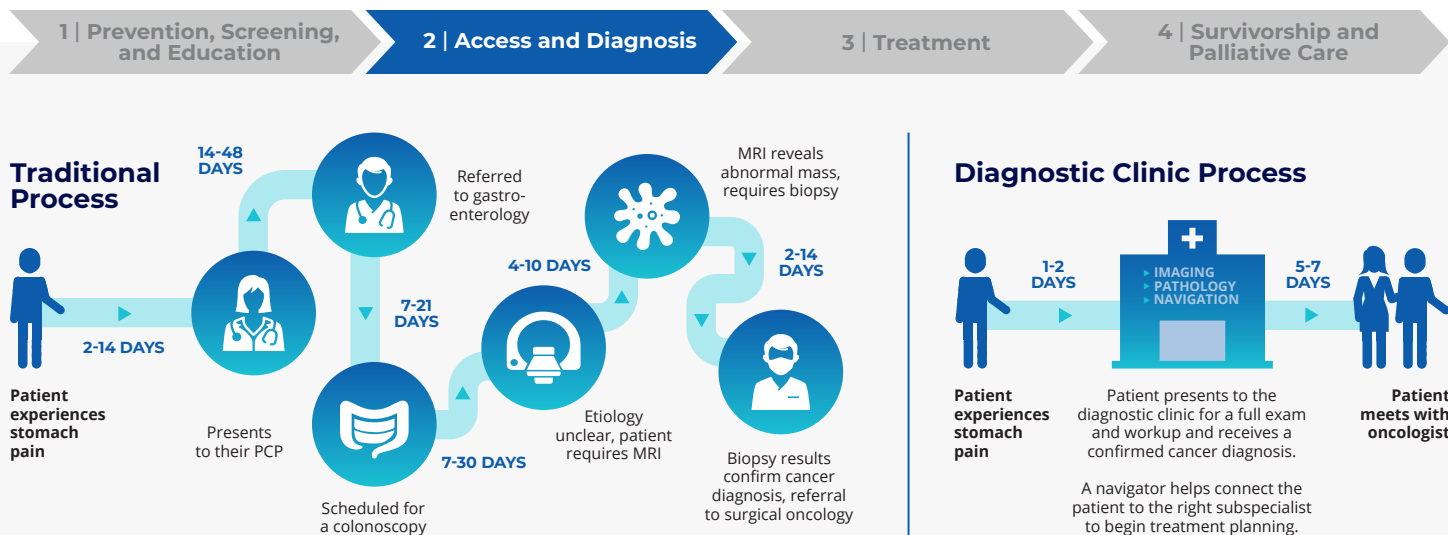 1 | Prevention, Screening,
and Education
2 | Access and Diagnosis
3 | Treatment
4 | Survivorship and
Palliative Care
Traditional
Process
Patient
experiences
stomach
pain
2-14 DAYS
Presents
to their PCP
14-48
DAYS
Referred
to gastro-
enterology
7-21
DAYS
Scheduled for
a colonoscopy
7-30 DAYS
Etiology
unclear, patient
requires MRI
4-10 DAYS
MRI reveals
abnormal mass,
requires biopsy
2-14
DAYS
Biopsy results
confirm cancer
diagnosis, referral
to surgical oncology
Diagnostic Clinic Process
Patient
experiences
stomach
pain
1-2
DAYS
IMAGING
PATHOLOGY
NAVIGATION
Patient presents to the
diagnostic clinic for a full exam
and workup and receives a
confirmed cancer diagnosis.
A navigator helps connect the
patient to the right subspecialist
to begin treatment planning.
5-7
DAYS
Patient
meets with
oncologist